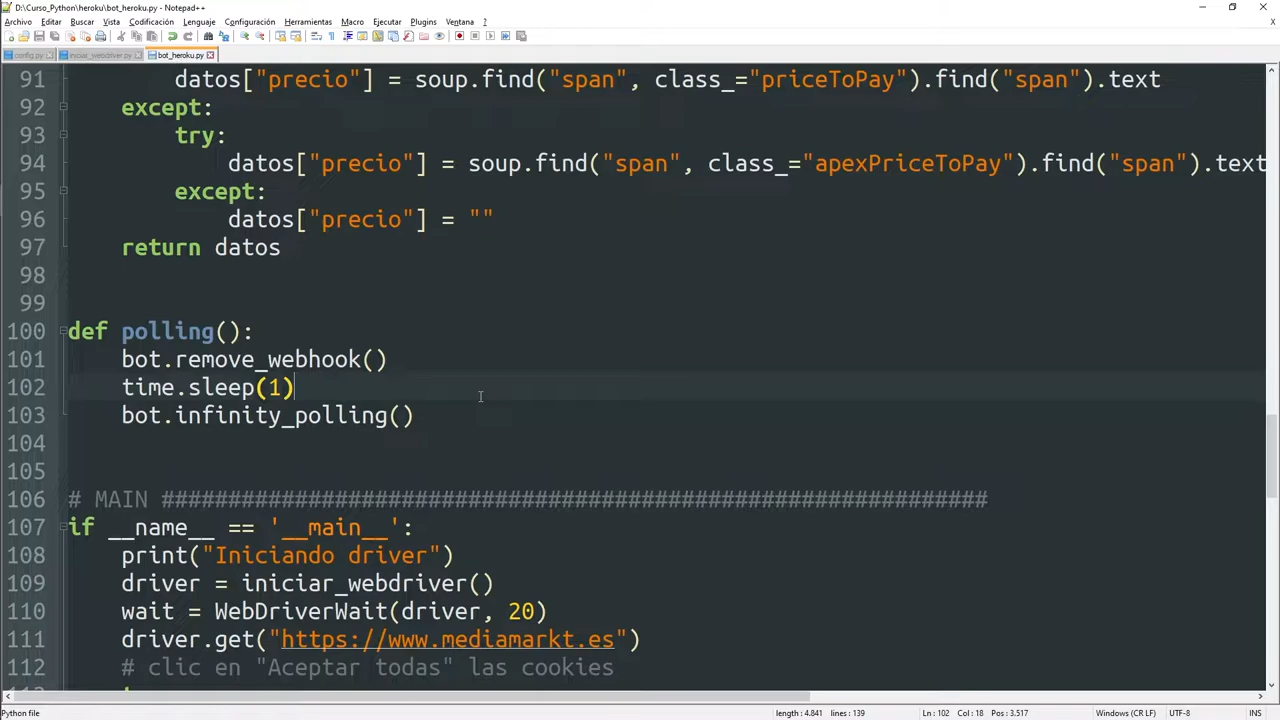 D:\Curso_Python\heroku\bot_heroku.py - Notepad++
Archivo Editar Buscar Vista Codificación Lenguaje Configuración Herramientas Macro Ejecutar Plugins Ventana ?
config.py iniciar_webdriver.py bot_heroku.py
91 datos["precio"] = soup.find("span", class_="priceToPay").find("span").text
92 except:
93 try:
94 datos["precio"] = soup.find("span", class_="apexPriceToPay").find("span").text
95 except:
96 datos["precio"] = ""
97 return datos
98
99
100 def polling():
101 bot.remove_webhook()
102 time.sleep(1)
103 bot.infinity_polling()
104
105
106 # MAIN ##############################################################
107 if __name__ == '__main__':
108 print("Iniciando driver")
109 driver = iniciar_webdriver()
110 wait = WebDriverWait(driver, 20)
111 driver.get("https://www.mediamarkt.es")
112 # clic en "Aceptar todas" las cookies
Python file length : 4.841 lines : 139 Ln : 102 Col : 18 Pos : 3.517 Windows (CR LF) UTF-8 INS